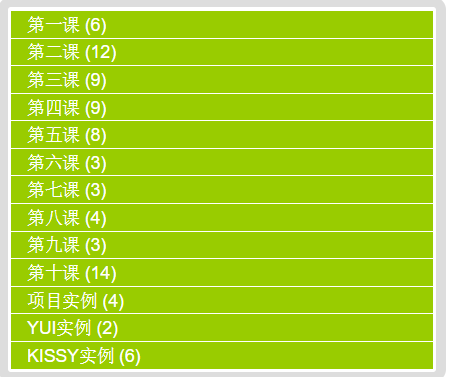 第一课 (6)
第二课 (12)
第三课 (9)
第四课 (9)
第五课 (8)
第六课 (3)
第七课 (3)
第八课 (4)
第九课 (3)
第十课 (14)
项目实例 (4)
YUI实例 (2)
KISSY实例 (6)